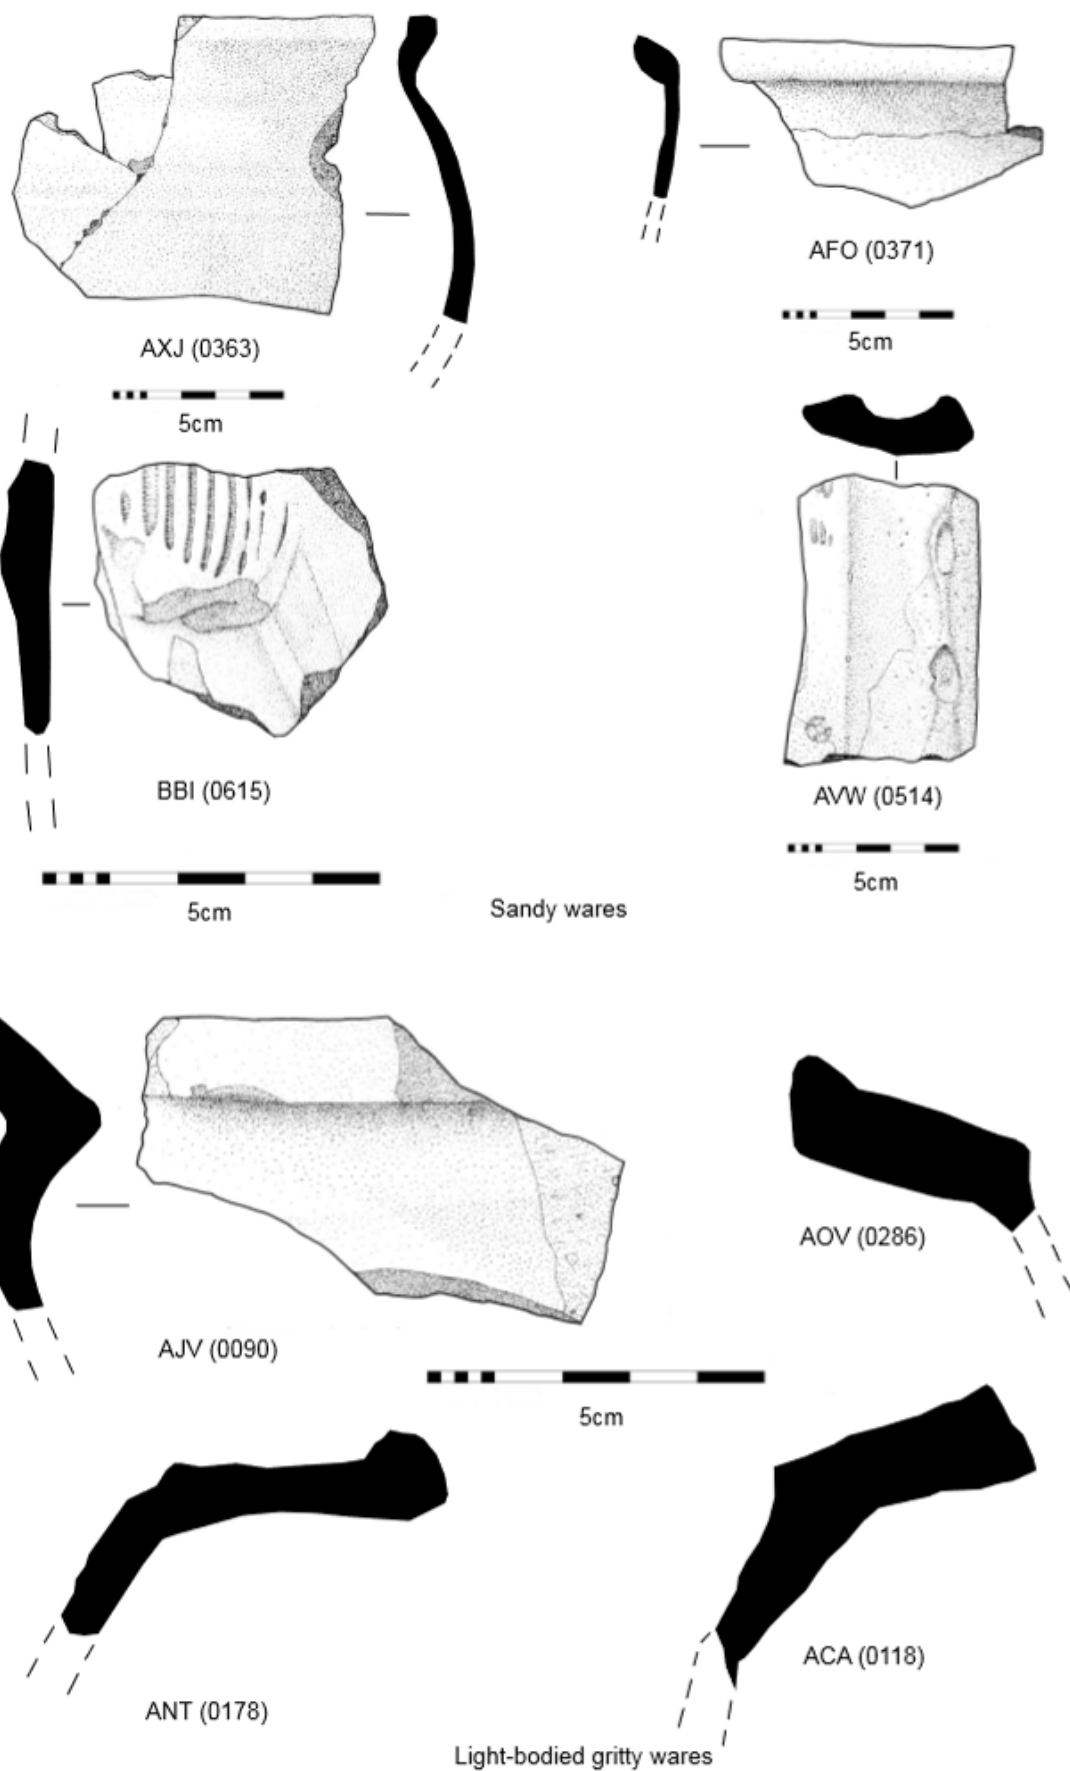 AFO (0371)
AXJ (0363)
5cm
5cm
BBI (0615)
AVW (0514)
5cm
5cm
Sandy wares
AOV (0286)
AJV (0090)
5cm
ACA (0118)
ANT (0178)
Light-bodied gritty wares